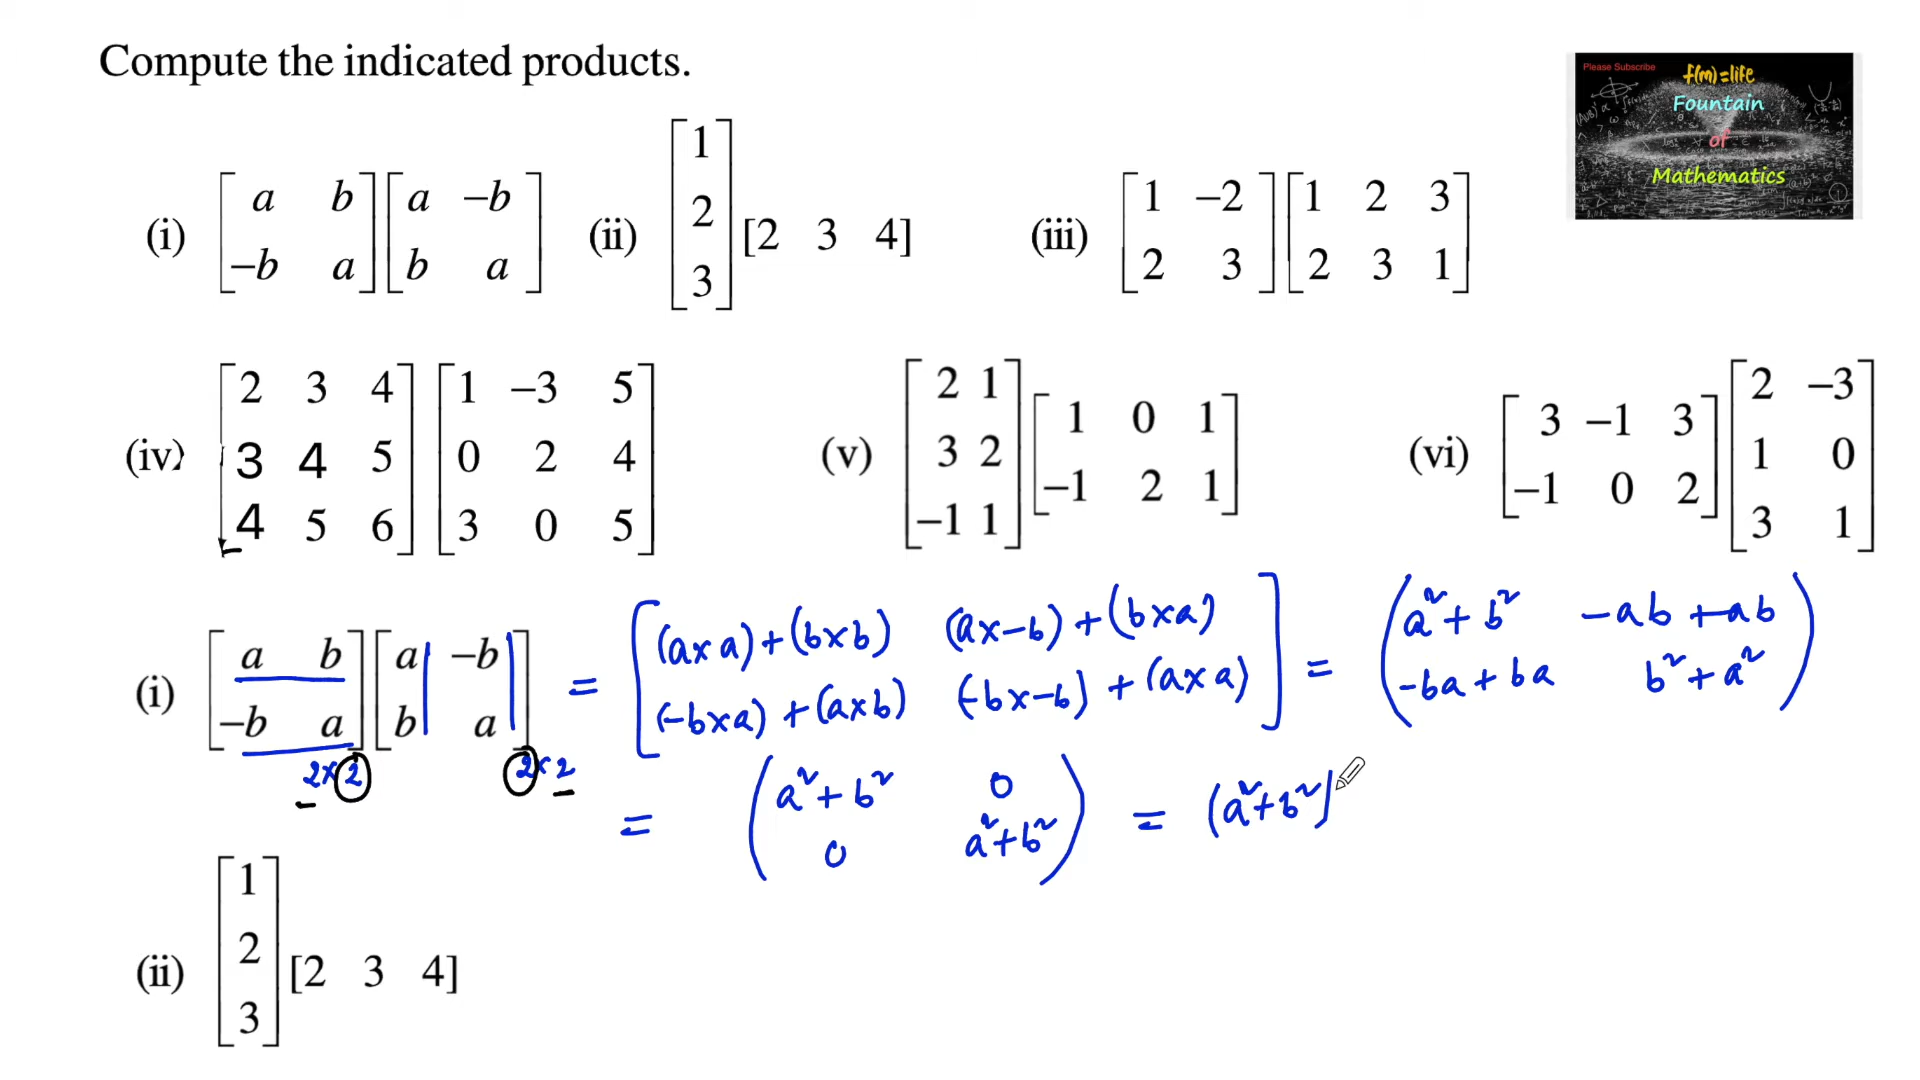 Compute the indicated products.
Please Subscribe
f(m)=life
Fountain
of
Mathematics
(i) [a b; −b a] [a −b; b a] (ii) [1; 2; 3] [2 3 4] (iii) [1 −2; 2 3] [1 2 3; 2 3 1]
(iv) [2 3 4; 3 4 5; 4 5 6] [1 −3 5; 0 2 4; 3 0 5] (v) [2 1; 3 2; −1 1] [1 0 1; −1 2 1] (vi) [3 −1 3; −1 0 2] [2 −3; 1 0; 3 1]
(i) [a b; −b a] [a −b; b a] = [(a×a)+(b×b) (a×−b)+(b×a); (−b×a)+(a×b) (−b×−b)+(a×a)] = (a²+b² −ab+ab; −ba+ba b²+a²)
2×2 2×2
= (a²+b² 0; 0 a²+b²) = (a²+b²)
(ii) [1; 2; 3] [2 3 4]